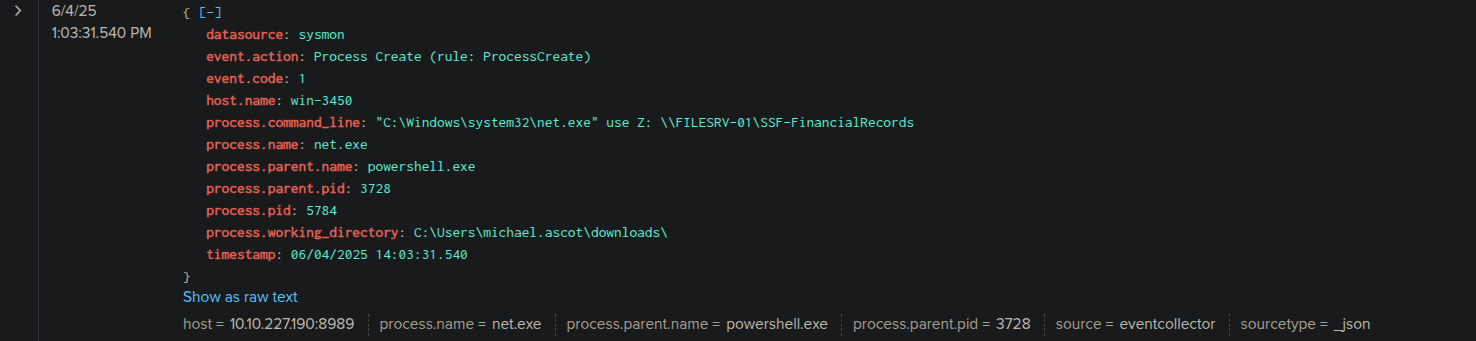 6/4/25
1:03:31.540 PM
{ [-]
datasource: sysmon
event.action: Process Create (rule: ProcessCreate)
event.code: 1
host.name: win-3450
process.command_line: "C:\Windows\system32\net.exe" use Z: \\FILESRV-01\SSF-FinancialRecords
process.name: net.exe
process.parent.name: powershell.exe
process.parent.pid: 3728
process.pid: 5784
process.working_directory: C:\Users\michael.ascot\downloads\
timestamp: 06/04/2025 14:03:31.540
}
Show as raw text
host = 10.10.227.190:8989 process.name = net.exe process.parent.name = powershell.exe process.parent.pid = 3728 source = eventcollector sourcetype = _json